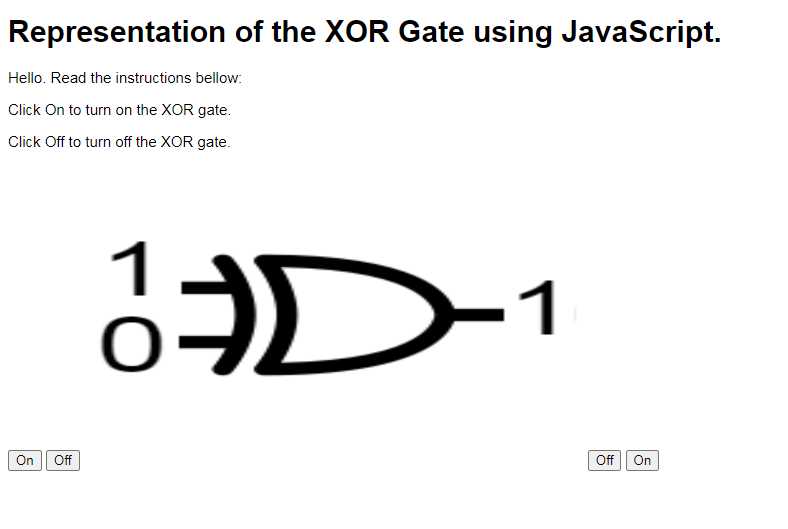 Representation of the XOR Gate using JavaScript.
Hello. Read the instructions bellow:
Click On to turn on the XOR gate.
Click Off to turn off the XOR gate.
1
0
1
On Off Off On